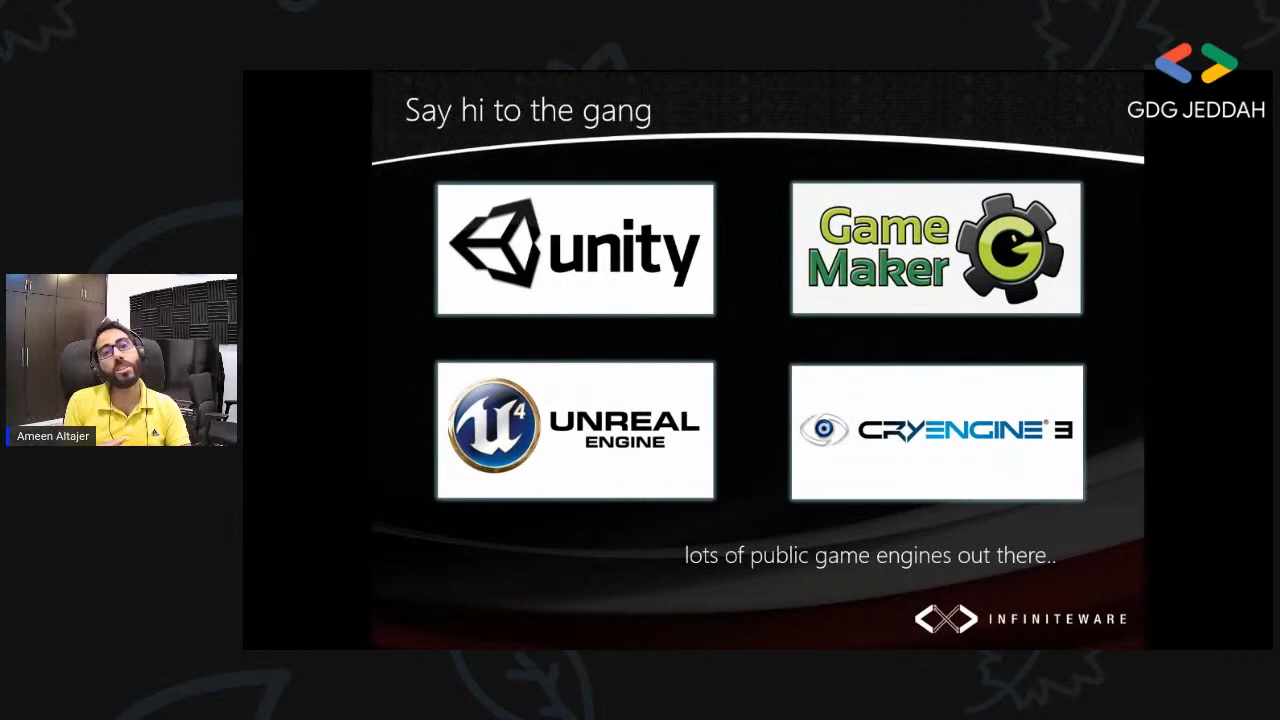 GDG JEDDAH
Say hi to the gang
unity
Game
Maker
U4
UNREAL
ENGINE
CRYENGINE® 3
lots of public game engines out there..
INFINITEWARE
Ameen Altajer